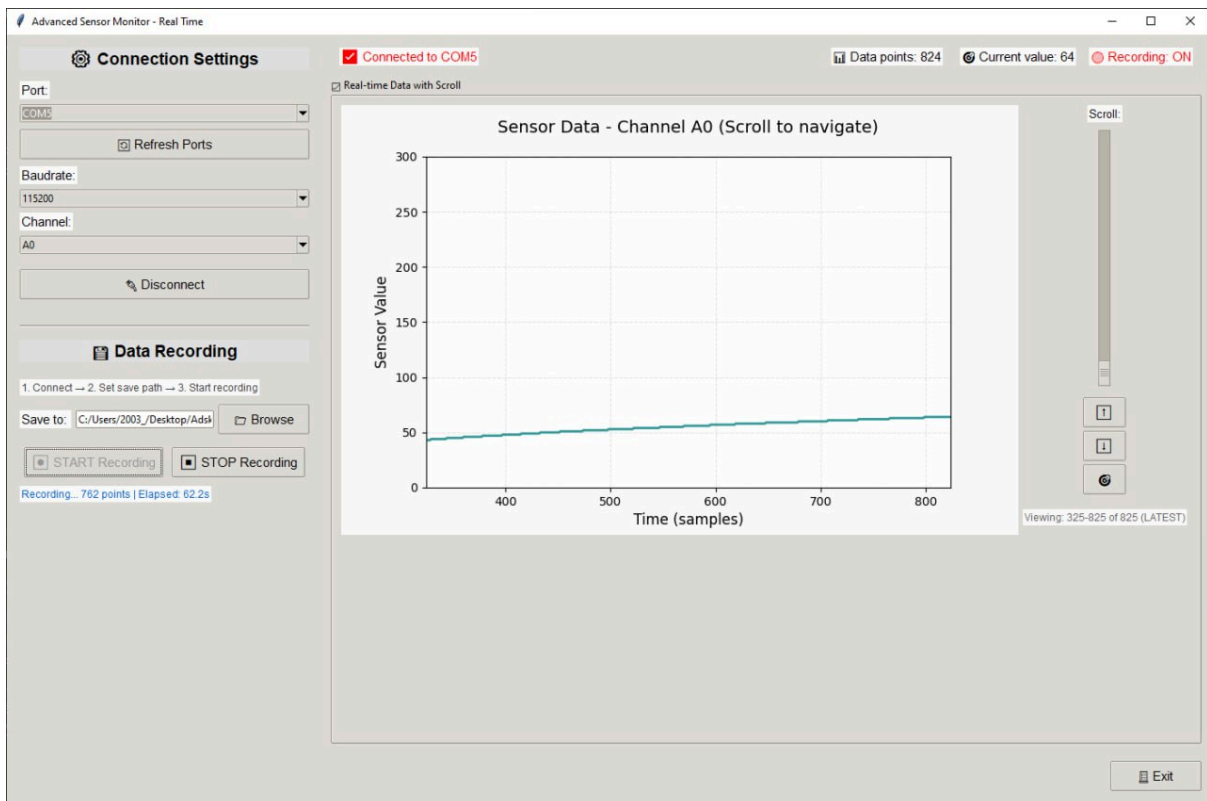 Advanced Sensor Monitor - Real Time
Connection Settings
Port:
COM5
Refresh Ports
Baudrate:
115200
Channel:
A0
Disconnect
Data Recording
1. Connect → 2. Set save path → 3. Start recording
Save to: C:/Users/2003_/Desktop/Adsk Browse
START Recording STOP Recording
Recording... 762 points | Elapsed: 62.2s
Connected to COM5 Data points: 824 Current value: 64 Recording: ON
Real-time Data with Scroll
Sensor Data - Channel A0 (Scroll to navigate)
Sensor Value
300
250
200
150
100
50
0
400 500 600 700 800
Time (samples)
Scroll:
Viewing: 325-825 of 825 (LATEST)
Exit